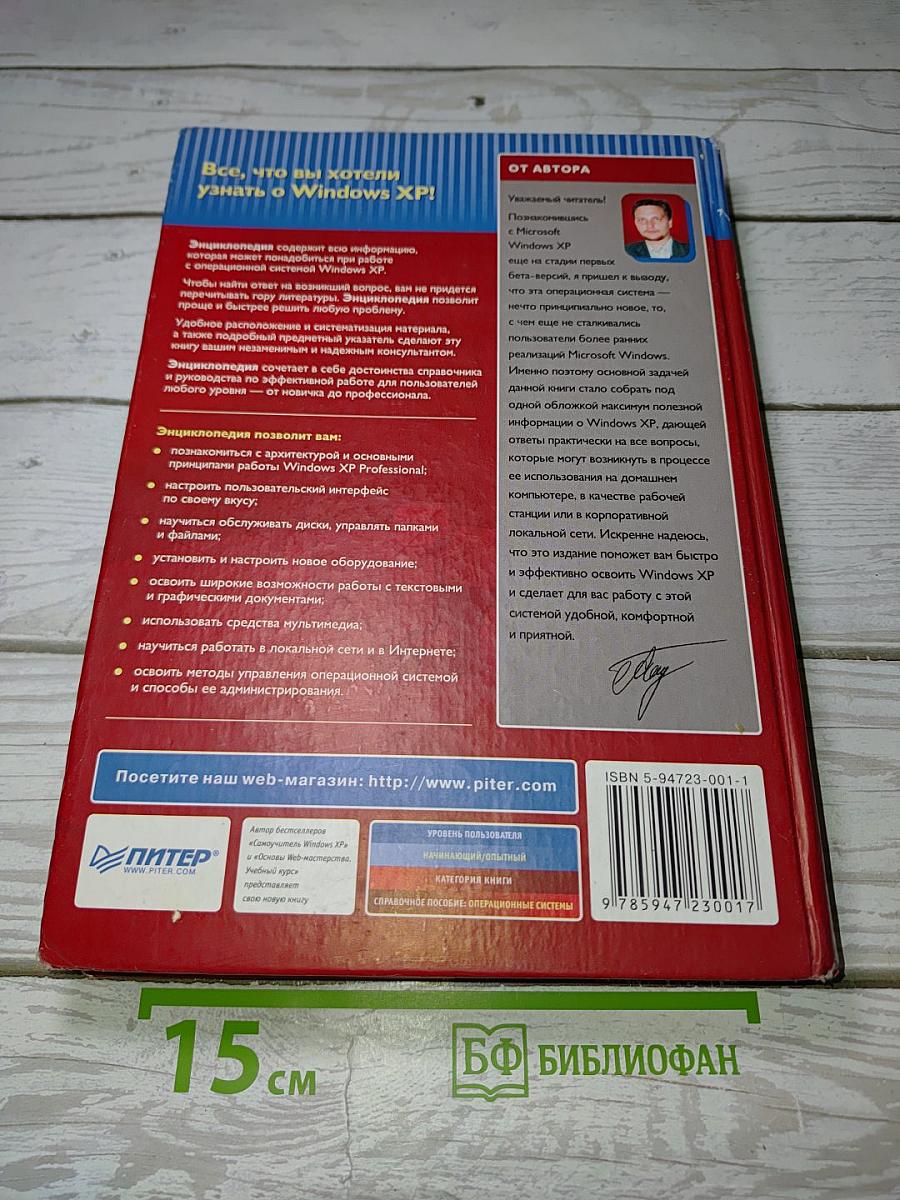 Все, что вы хотели
узнать о Windows XP!
Энциклопедия содержит всю информацию,
которая может понадобиться при работе
с операционной системой Windows XP.
Чтобы найти ответ на возникший вопрос, вам не придется
перечитывать гору литературы. Энциклопедия позволит
проще и быстрее решить любую проблему.
Удобное расположение и систематизация материала,
а также подробный предметный указатель сделают эту
книгу вашим незаменимым и надежным консультантом.
Энциклопедия сочетает в себе достоинства справочника
и руководства по эффективной работе для пользователей
любого уровня — от новичка до профессионала.
Энциклопедия позволит вам:
• познакомиться с архитектурой и основными
принципами работы Windows XP Professional;
• настроить пользовательский интерфейс
по своему вкусу;
• научиться обслуживать диски, управлять папками
и файлами;
• установить и настроить новое оборудование;
• освоить широкие возможности работы с текстовыми
и графическими документами;
• использовать средства мультимедиа;
• научиться работать в локальной сети и в Интернете;
• освоить методы управления операционной системой
и способы ее администрирования.
ОТ АВТОРА
Уважаемый читатель!
Познакомившись
с Microsoft
Windows XP
еще на стадии первых
бета-версий, я пришел к выводу,
что эта операционная система —
нечто принципиально новое, то,
с чем еще не сталкивались
пользователи более ранних
реализаций Microsoft Windows.
Именно поэтому основной задачей
данной книги стало собрать под
одной обложкой максимум полезной
информации о Windows XP, дающей
ответы практически на все вопросы,
которые могут возникнуть в процессе
ее использования на домашнем
компьютере, в качестве рабочей
станции или в корпоративной
локальной сети. Искренне надеюсь,
что это издание поможет вам быстро
и эффективно освоить Windows XP
и сделает для вас работу с этой
системой удобной, комфортной
и приятной.
Посетите наш web-магазин: http://www.piter.com
ПИТЕР®
WWW.PITER.COM
Автор бестселлеров
«Самоучитель Windows XP»
и «Основы Web-мастерства.
Учебный курс»
представляет
свою новую книгу
УРОВЕНЬ ПОЛЬЗОВАТЕЛЯ
НАЧИНАЮЩИЙ/ОПЫТНЫЙ
КАТЕГОРИЯ КНИГИ
СПРАВОЧНОЕ ПОСОБИЕ: ОПЕРАЦИОННЫЕ СИСТЕМЫ
ISBN 5-94723-001-1
9 785947 230017
15 см
БФ БИБЛИОФАН